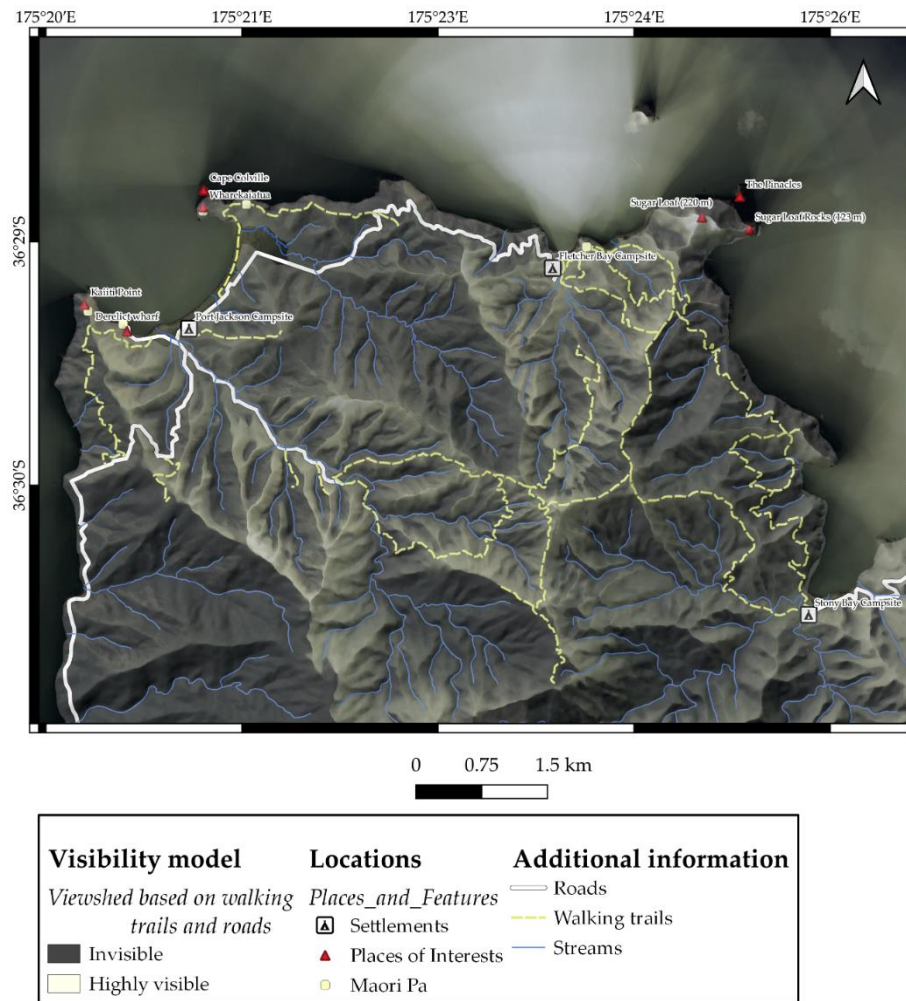 175°20'E 175°21'E 175°23'E 175°24'E 175°26'E
Cape Colville
Wharekaiatua
The Pinacles
Sugar Loaf (220 m)
Sugar Loaf Rocks (123 m)
36°29'S
Fletcher Bay Campsite
Kaiiti Point
Derelict wharf
Port Jackson Campsite
36°30'S
Stony Bay Campsite
0 0.75 1.5 km
Visibility model
Viewshed based on walking
trails and roads
Invisible
Highly visible
Locations
Places_and_Features
Settlements
Places of Interests
Maori Pa
Additional information
Roads
Walking trails
Streams